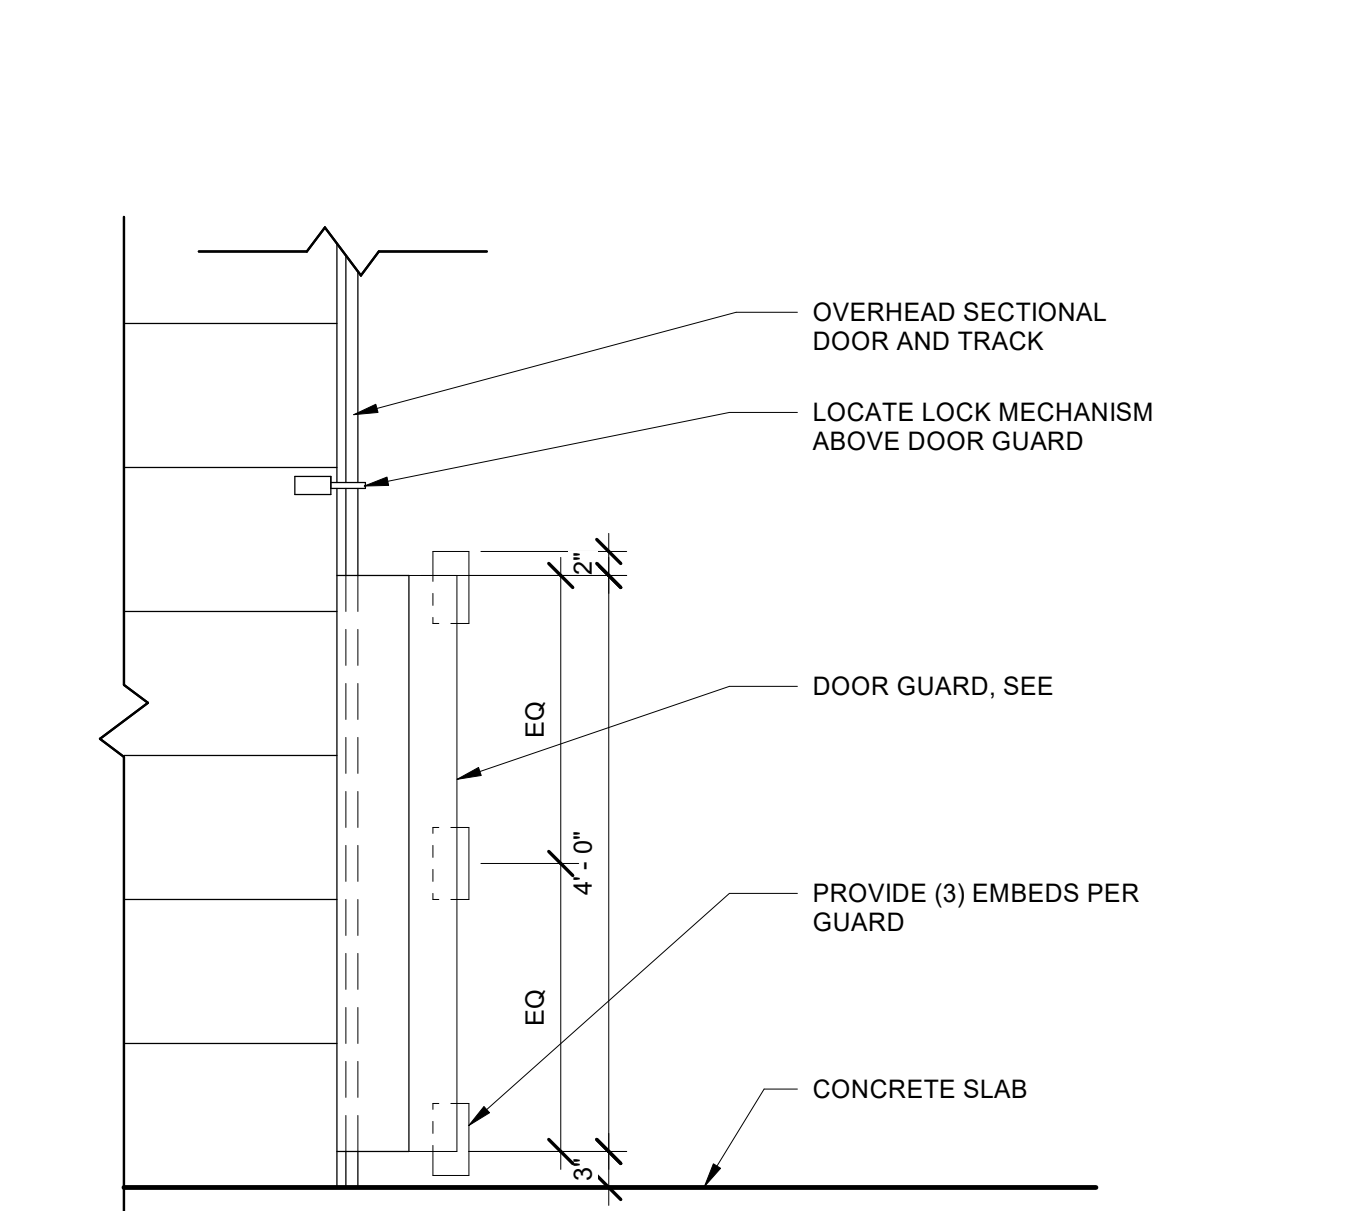 OVERHEAD SECTIONAL
DOOR AND TRACK
LOCATE LOCK MECHANISM
ABOVE DOOR GUARD
2"
DOOR GUARD, SEE
EQ
4' - 0"
PROVIDE (3) EMBEDS PER
GUARD
EQ
CONCRETE SLAB
3"